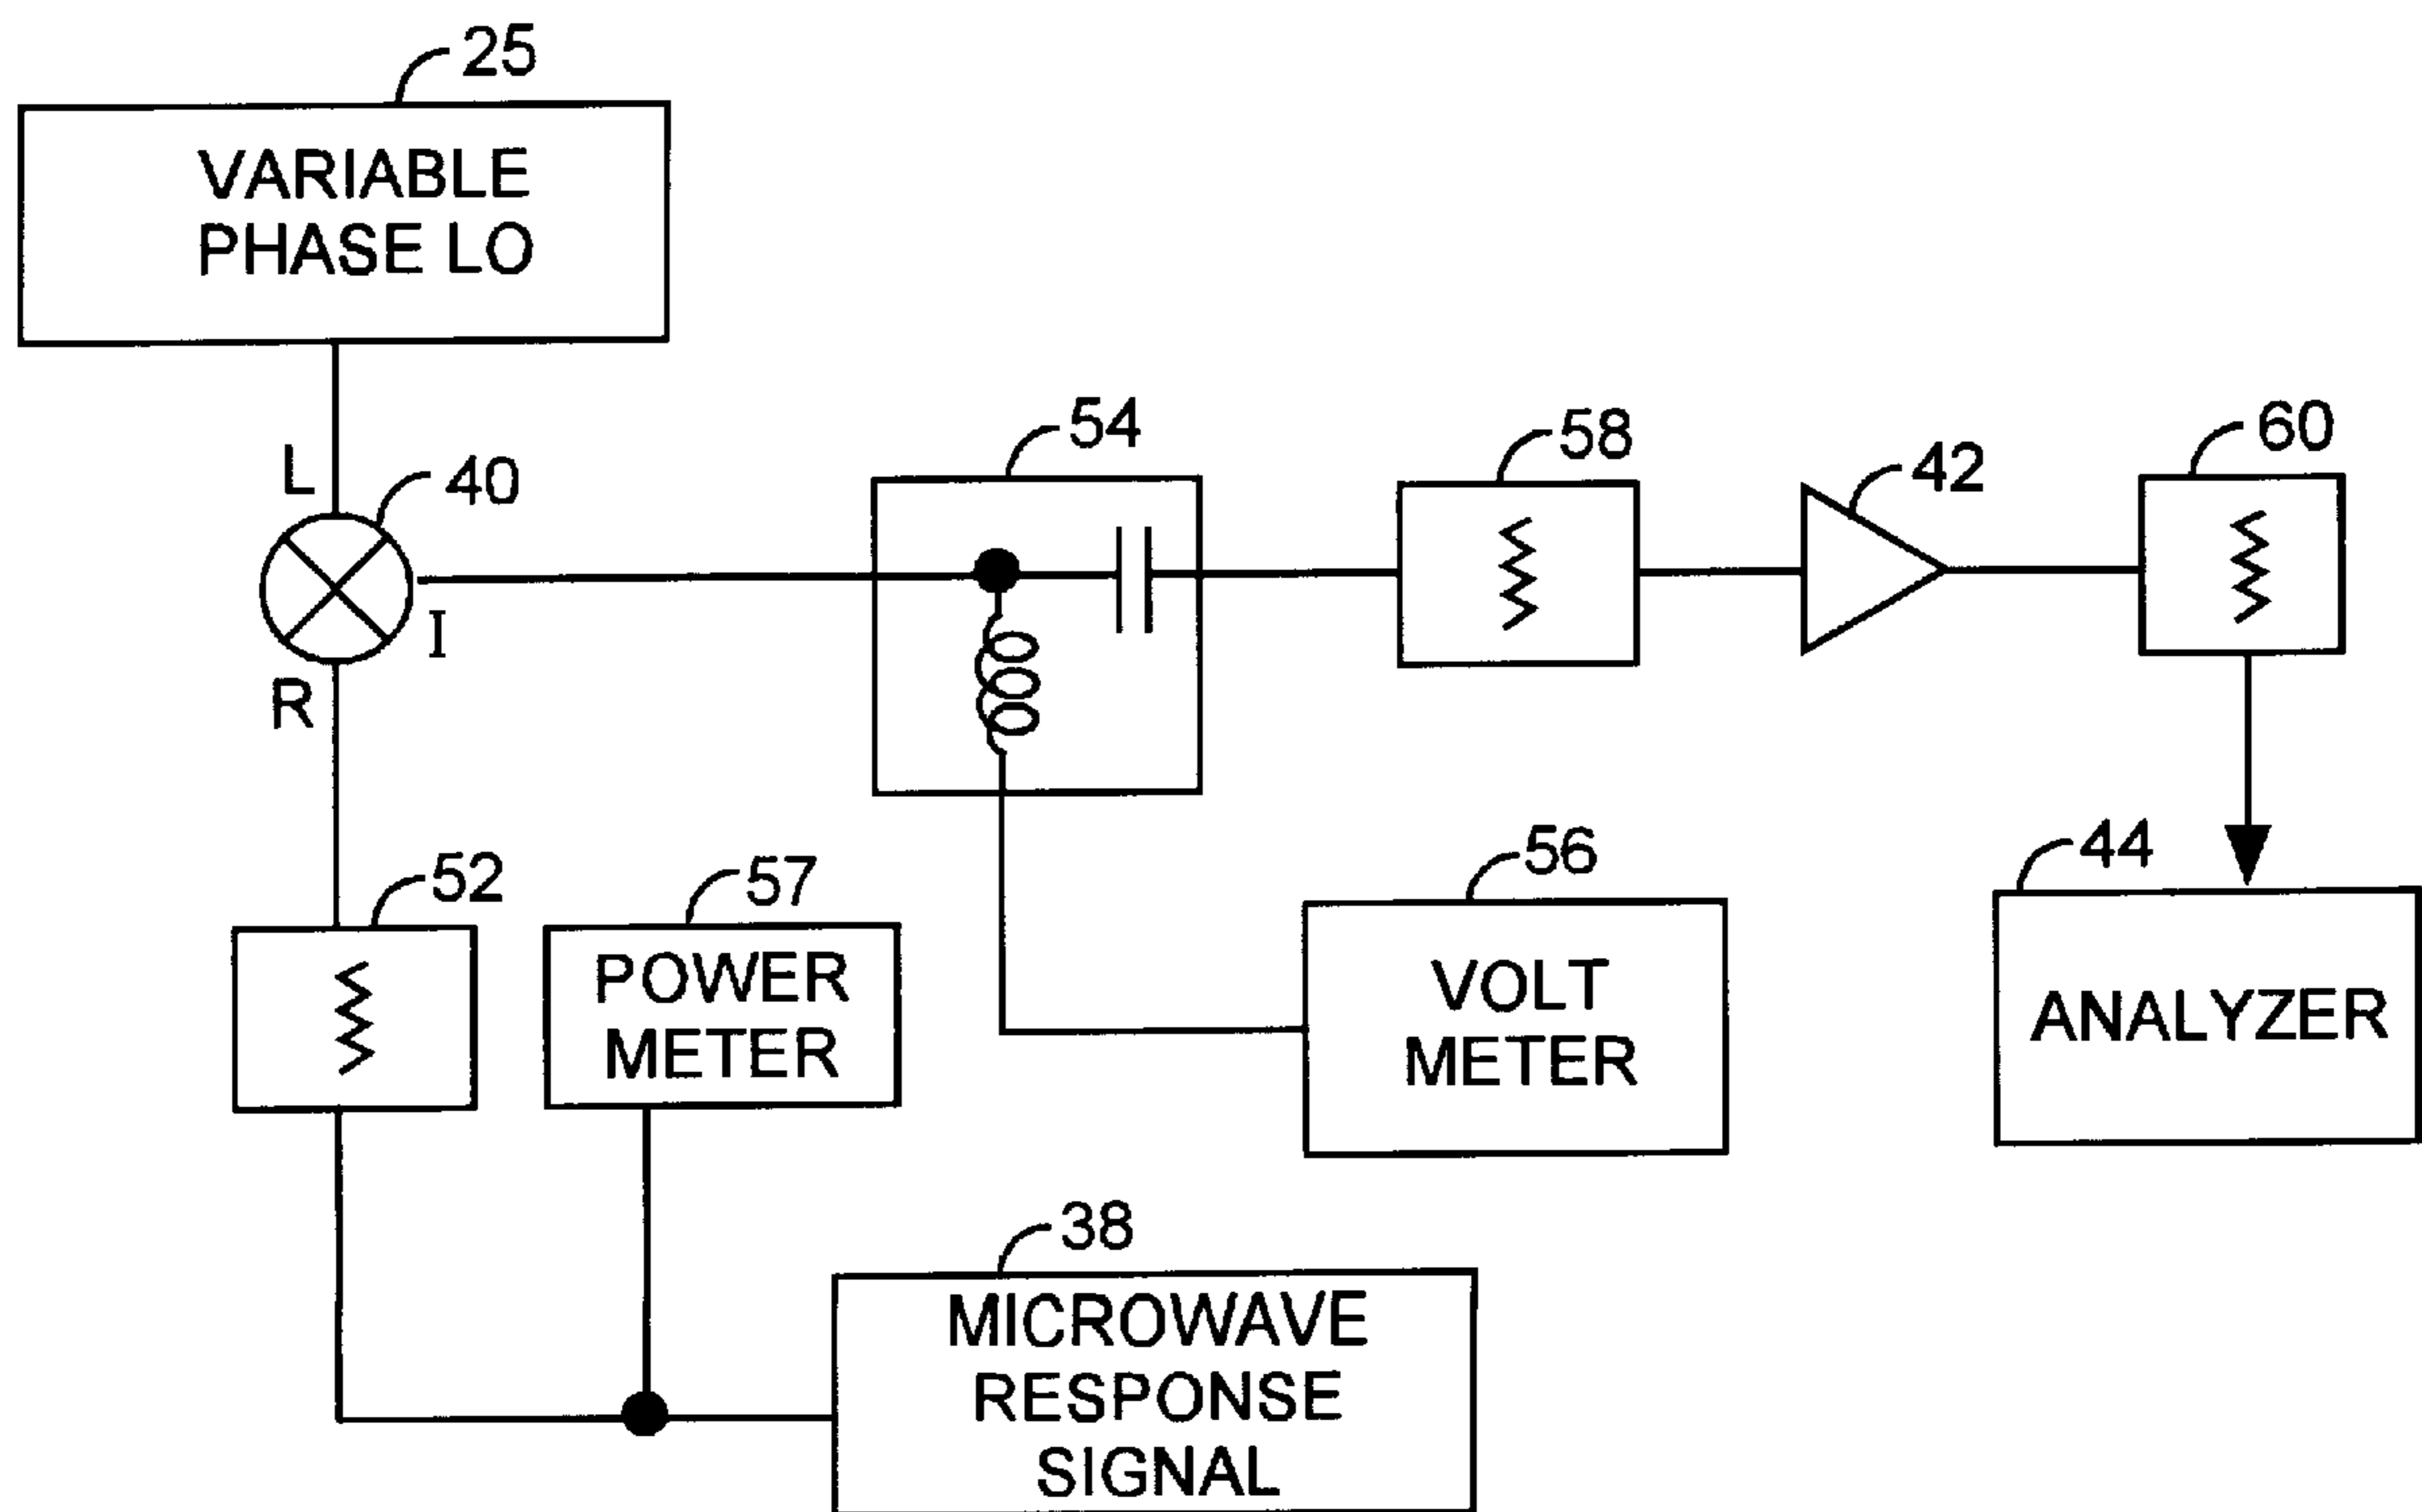 25
VARIABLE
PHASE LO
L
40
I
R
54
58
42
60
52
57
POWER
METER
56
VOLT
METER
44
ANALYZER
38
MICROWAVE
RESPONSE
SIGNAL